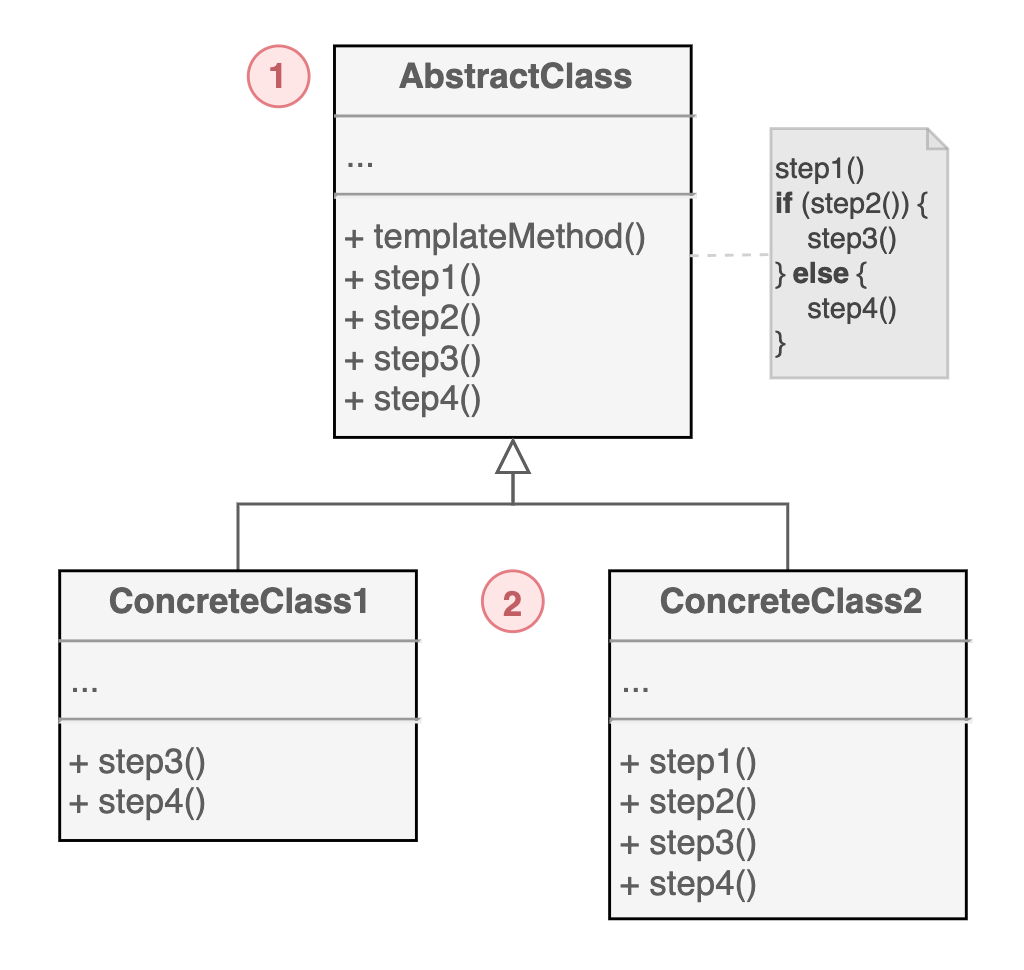 1
AbstractClass
...
+ templateMethod()
+ step1()
+ step2()
+ step3()
+ step4()
step1()
if (step2()) {
step3()
} else {
step4()
}
ConcreteClass1
...
+ step3()
+ step4()
2
ConcreteClass2
...
+ step1()
+ step2()
+ step3()
+ step4()